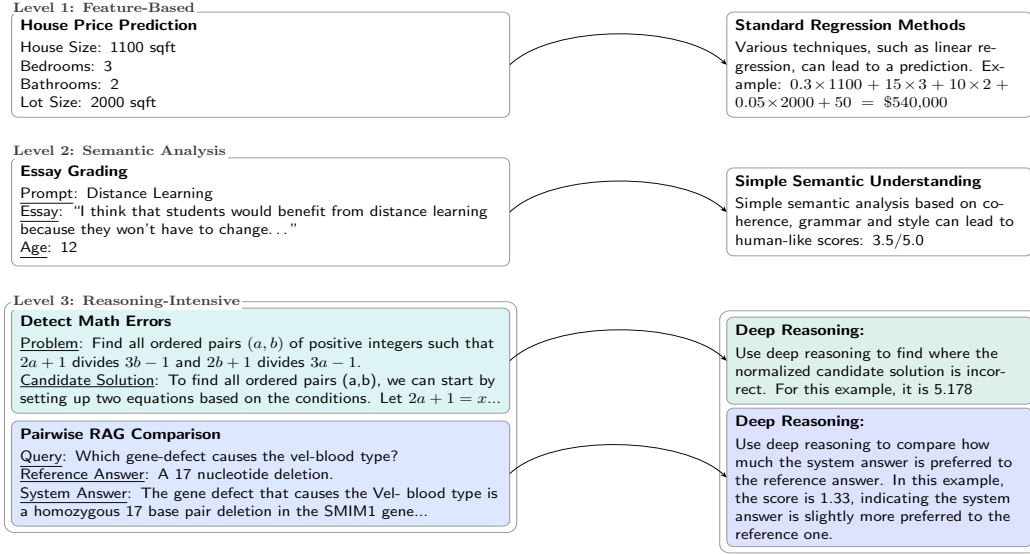 Level 1: Feature-Based
House Price Prediction
House Size: 1100 sqft
Bedrooms: 3
Bathrooms: 2
Lot Size: 2000 sqft
Standard Regression Methods
Various techniques, such as linear re-
gression, can lead to a prediction. Ex-
ample: 0.3×1100 + 15×3 + 10×2 +
0.05×2000 + 50 = $540,000
Level 2: Semantic Analysis
Essay Grading
Prompt: Distance Learning
Essay: “I think that students would benefit from distance learning
because they won’t have to change. . . ”
Age: 12
Simple Semantic Understanding
Simple semantic analysis based on co-
herence, grammar and style can lead to
human-like scores: 3.5/5.0
Level 3: Reasoning-Intensive
Detect Math Errors
Problem: Find all ordered pairs (a, b) of positive integers such that
2a + 1 divides 3b − 1 and 2b + 1 divides 3a − 1.
Candidate Solution: To find all ordered pairs (a,b), we can start by
setting up two equations based on the conditions. Let 2a + 1 = x...
Deep Reasoning:
Use deep reasoning to find where the
normalized candidate solution is incor-
rect. For this example, it is 5.178
Pairwise RAG Comparison
Query: Which gene-defect causes the vel-blood type?
Reference Answer: A 17 nucleotide deletion.
System Answer: The gene defect that causes the Vel- blood type is
a homozygous 17 base pair deletion in the SMIM1 gene...
Deep Reasoning:
Use deep reasoning to compare how
much the system answer is preferred to
the reference answer. In this example,
the score is 1.33, indicating the system
answer is slightly more preferred to the
reference one.